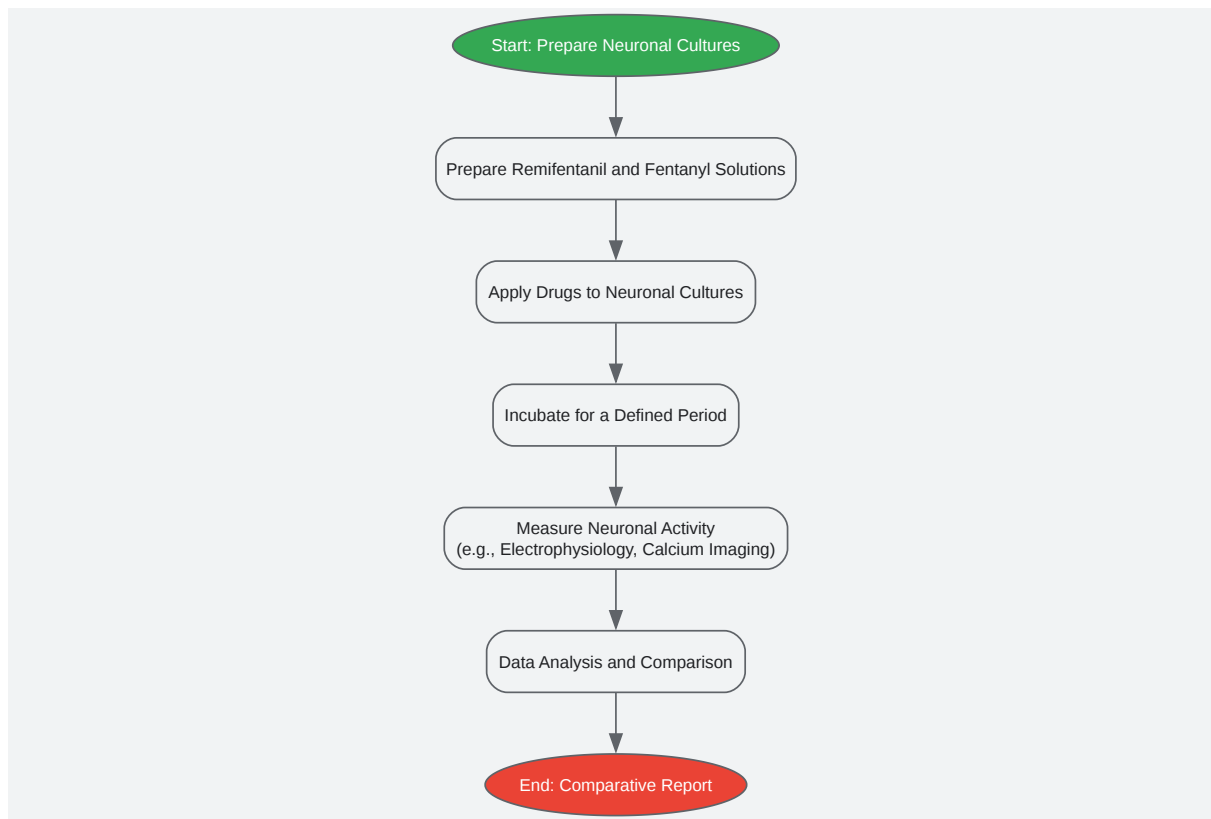 Start: Prepare Neuronal Cultures
Prepare Remifentanil and Fentanyl Solutions
Apply Drugs to Neuronal Cultures
Incubate for a Defined Period
Measure Neuronal Activity
(e.g., Electrophysiology, Calcium Imaging)
Data Analysis and Comparison
End: Comparative Report